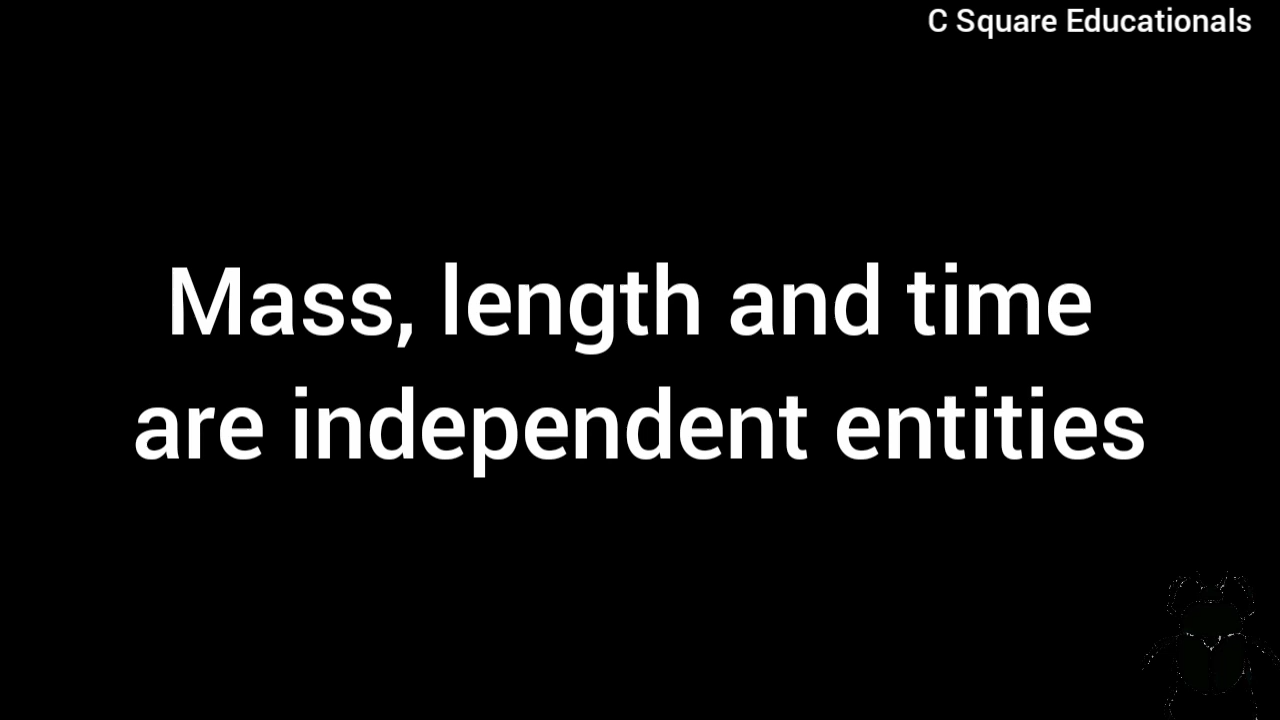 C Square Educationals
Mass, length and time
are independent entities